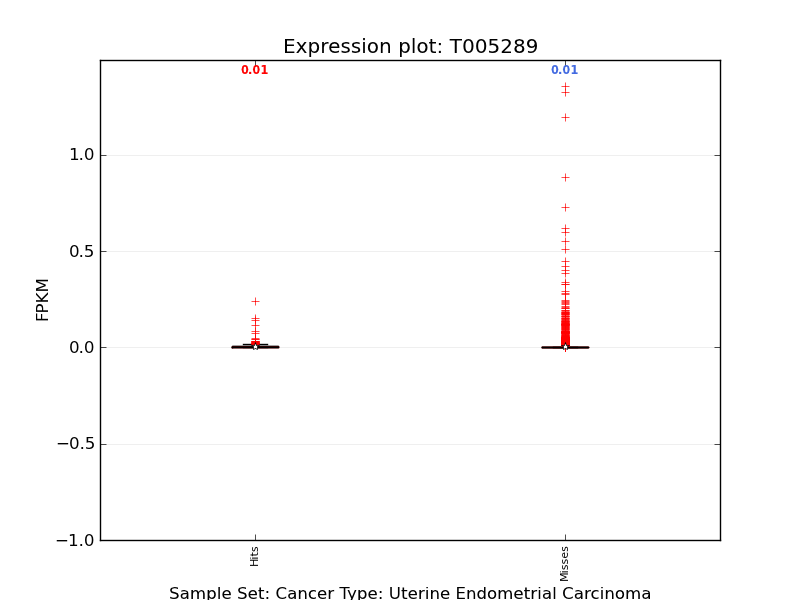 Expression plot: T005289
0.01 0.01
1.0
0.5
FPKM
0.0
−0.5
−1.0
Hits Misses
Sample Set: Cancer Type: Uterine Endometrial Carcinoma